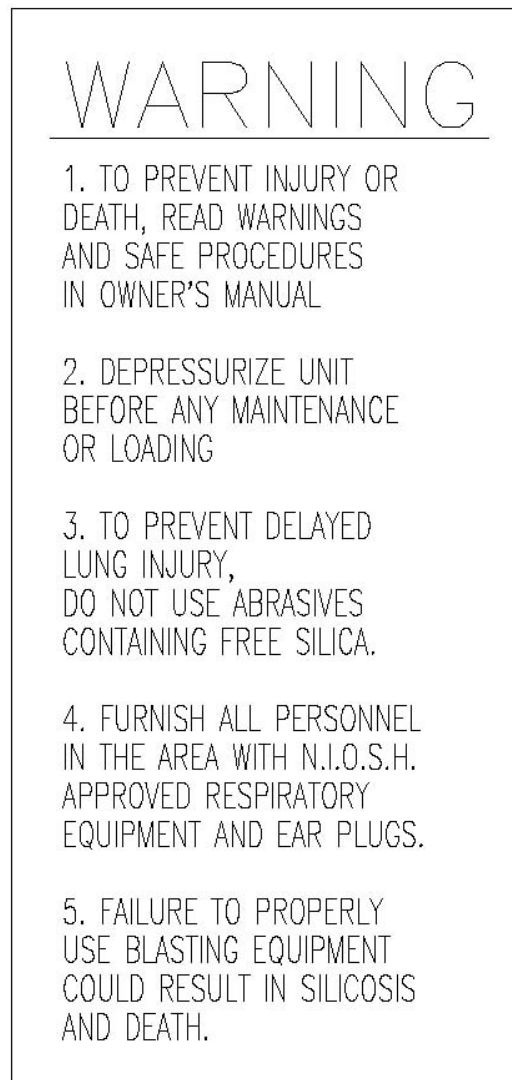 WARNING
1. TO PREVENT INJURY OR
DEATH, READ WARNINGS
AND SAFE PROCEDURES
IN OWNER'S MANUAL
2. DEPRESSURIZE UNIT
BEFORE ANY MAINTENANCE
OR LOADING
3. TO PREVENT DELAYED
LUNG INJURY,
DO NOT USE ABRASIVES
CONTAINING FREE SILICA.
4. FURNISH ALL PERSONNEL
IN THE AREA WITH N.I.O.S.H.
APPROVED RESPIRATORY
EQUIPMENT AND EAR PLUGS.
5. FAILURE TO PROPERLY
USE BLASTING EQUIPMENT
COULD RESULT IN SILICOSIS
AND DEATH.